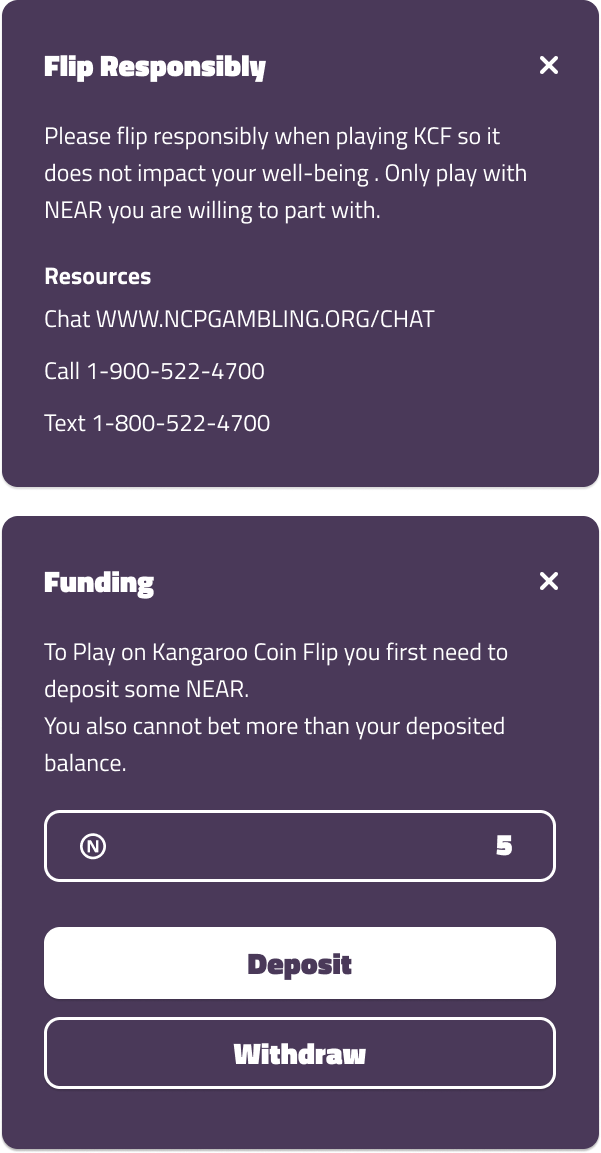 Flip Responsibly
Please flip responsibly when playing KCF so it
does not impact your well-being . Only play with
NEAR you are willing to part with.
Resources
Chat WWW.NCPGAMBLING.ORG/CHAT
Call 1-900-522-4700
Text 1-800-522-4700
Funding
To Play on Kangaroo Coin Flip you first need to
deposit some NEAR.
You also cannot bet more than your deposited
balance.
N 5
Deposit
Withdraw